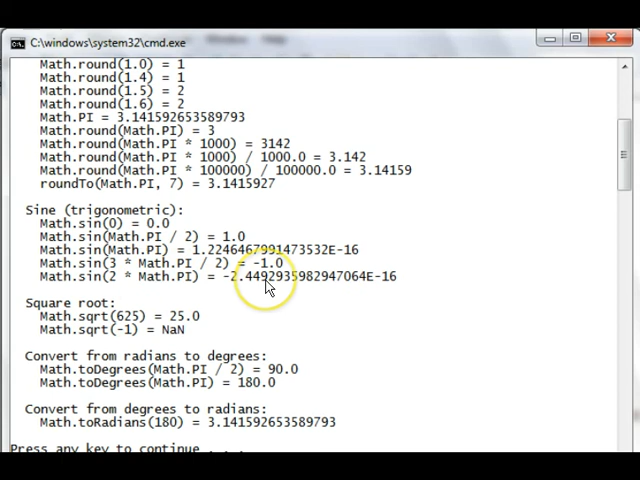 C:\windows\system32\cmd.exe
Math.round(1.0) = 1
Math.round(1.4) = 1
Math.round(1.5) = 2
Math.round(1.6) = 2
Math.PI = 3.141592653589793
Math.round(Math.PI) = 3
Math.round(Math.PI * 1000) = 3142
Math.round(Math.PI * 1000) / 1000.0 = 3.142
Math.round(Math.PI * 100000) / 100000.0 = 3.14159
roundTo(Math.PI, 7) = 3.1415927
Sine (trigonometric):
Math.sin(0) = 0.0
Math.sin(Math.PI / 2) = 1.0
Math.sin(Math.PI) = 1.2246467991473532E-16
Math.sin(3 * Math.PI / 2) = -1.0
Math.sin(2 * Math.PI) = -2.4492935982947064E-16
Square root:
Math.sqrt(625) = 25.0
Math.sqrt(-1) = NaN
Convert from radians to degrees:
Math.toDegrees(Math.PI / 2) = 90.0
Math.toDegrees(Math.PI) = 180.0
Convert from degrees to radians:
Math.toRadians(180) = 3.141592653589793
Press any key to continue . . .